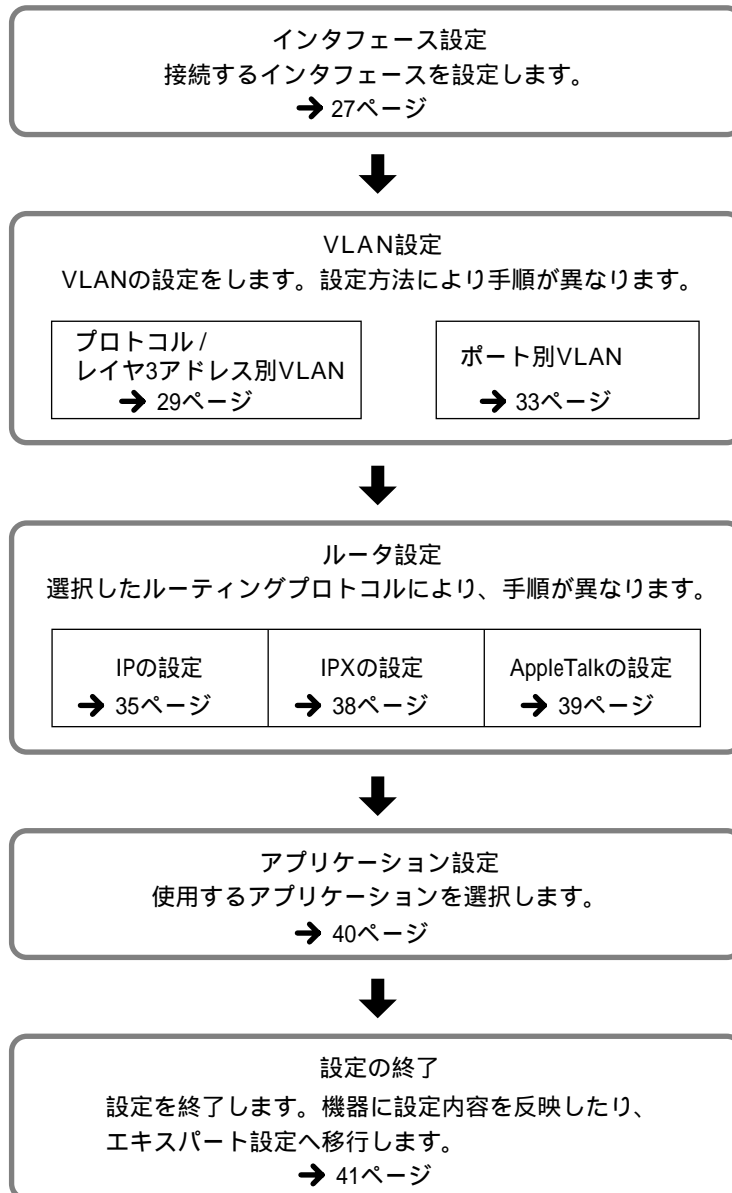 インタフェース設定
接続するインタフェースを設定します。
➔ 27ページ
VLAN設定
VLANの設定をします。設定方法により手順が異なります。
プロトコル /
レイヤ3アドレス別VLAN
➔ 29ページ
ポート別VLAN
➔ 33ページ
ルータ設定
選択したルーティングプロトコルにより、手順が異なります。
IPの設定
➔ 35ページ
IPXの設定
➔ 38ページ
AppleTalkの設定
➔ 39ページ
アプリケーション設定
使用するアプリケーションを選択します。
➔ 40ページ
設定の終了
設定を終了します。機器に設定内容を反映したり、
エキスパート設定へ移行します。
➔ 41ページ